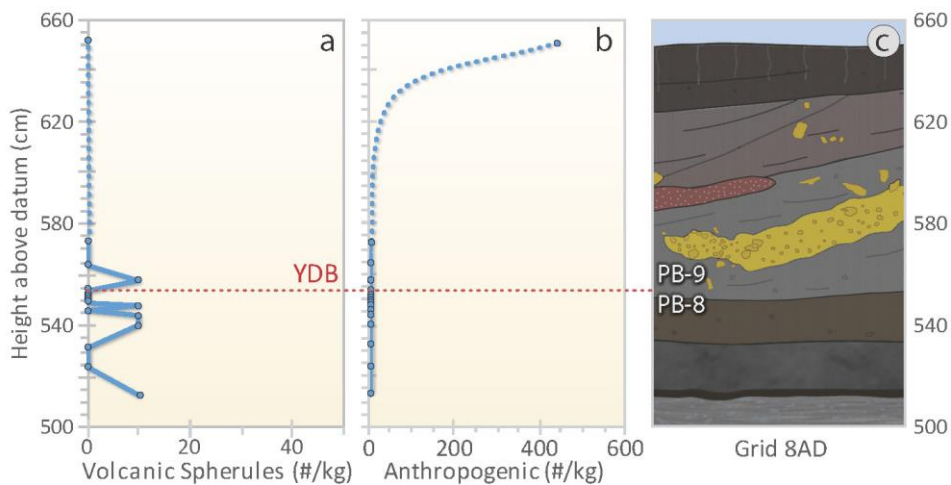 660
620
580
540
500
Height above datum (cm)
a
0 20 40
Volcanic Spherules (#/kg)
YDB
b
0 200 400 600
Anthropogenic (#/kg)
c
PB-9
PB-8
Grid 8AD
660
620
580
540
500